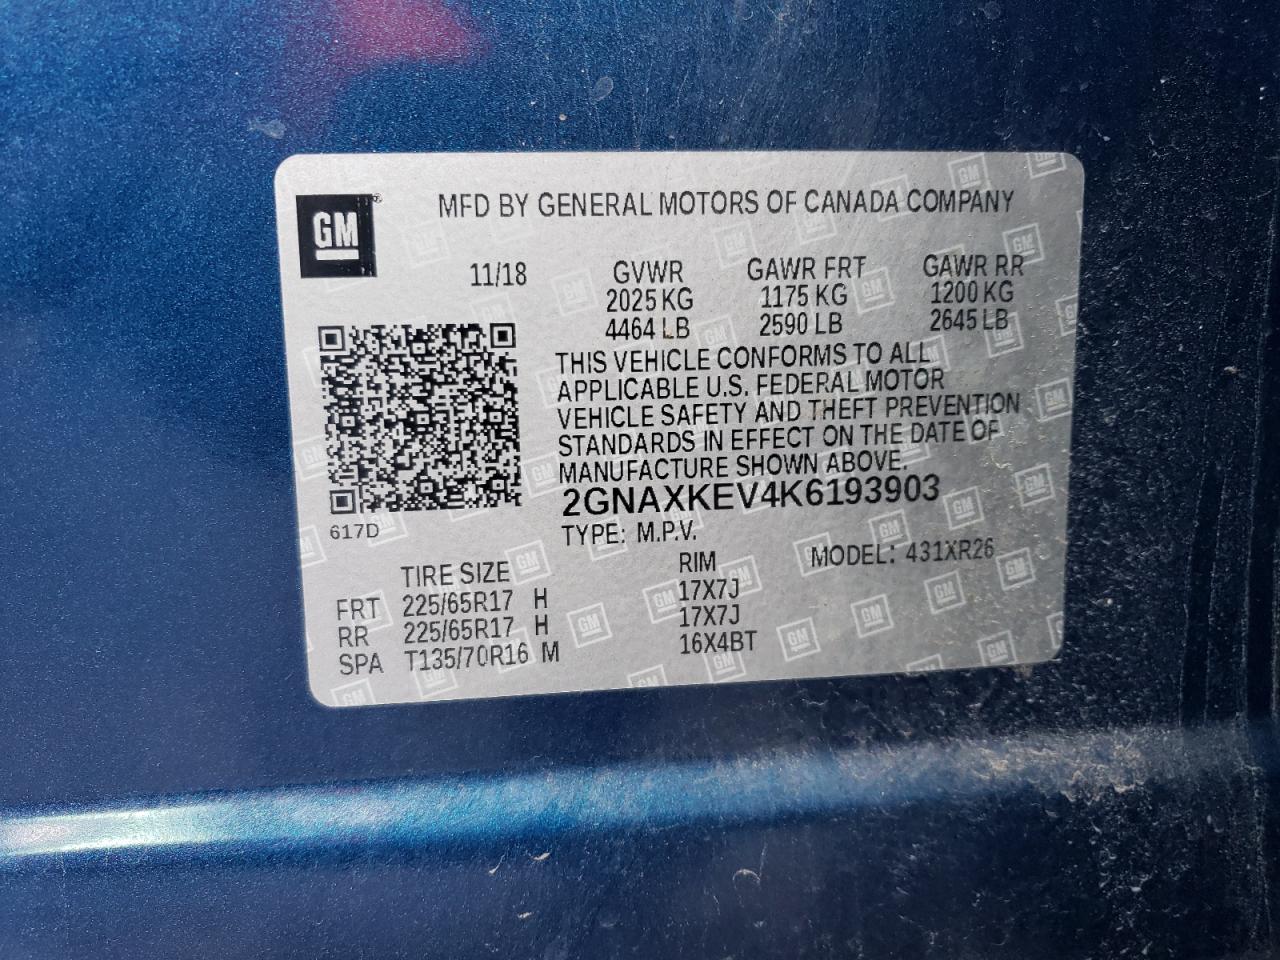 GM
MFD BY GENERAL MOTORS OF CANADA COMPANY
11/18 GVWR GAWR FRT GAWR RR
2025 KG 1175 KG 1200 KG
4464 LB 2590 LB 2645 LB
THIS VEHICLE CONFORMS TO ALL
APPLICABLE U.S. FEDERAL MOTOR
VEHICLE SAFETY AND THEFT PREVENTION
STANDARDS IN EFFECT ON THE DATE OF
MANUFACTURE SHOWN ABOVE.
2GNAXKEV4K6193903
617D
TYPE: M.P.V. MODEL: 431XR26
TIRE SIZE RIM
FRT 225/65R17 H 17X7J
RR 225/65R17 H 17X7J
SPA T135/70R16 M 16X4BT